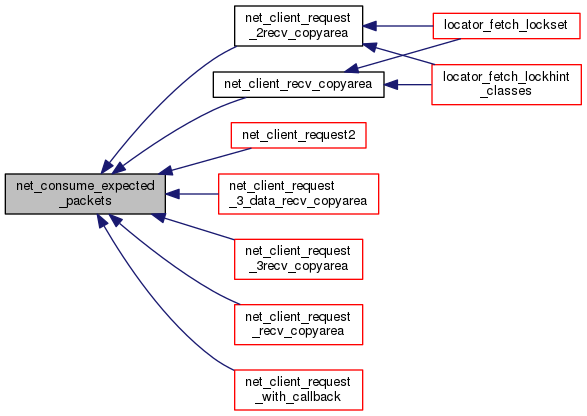 net_client_request
_2recv_copyarea
locator_fetch_lockset
net_client_recv_copyarea
locator_fetch_lockhint
_classes
net_client_request2
net_consume_expected
_packets
net_client_request
_3_data_recv_copyarea
net_client_request
_3recv_copyarea
net_client_request
_recv_copyarea
net_client_request
_with_callback